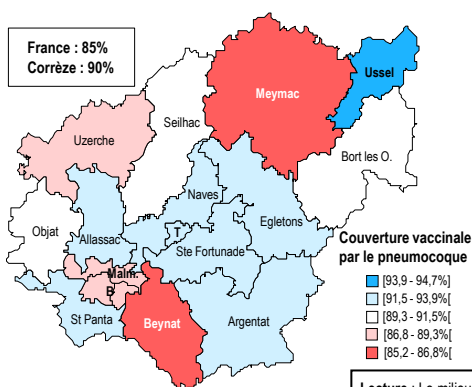 France : 85%
Corrèze : 90%
Ussel
Meymac
Seilhac
Uzerche
Bort les O.
Naves
Egletons
Objat
Allassac
T
Ste Fortunade
Malm.
B
St Panta
Beynat
Argentat
Couverture vaccinale
par le pneumocoque
[93,9 - 94,7%[
[91,5 - 93,9%[
[89,3 - 91,5%[
[86,8 - 89,3%[
[85,2 - 86,8%[
Lecture : Le milieu